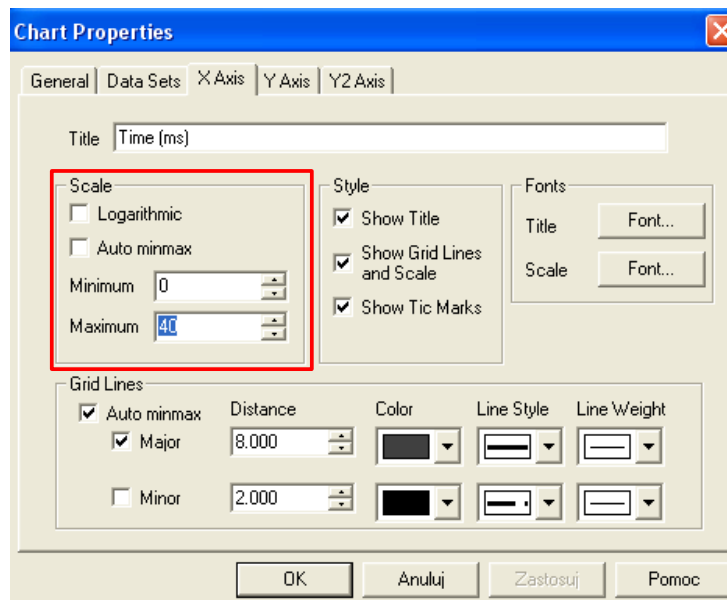 Chart Properties
General Data Sets X Axis Y Axis Y2 Axis
Title Time (ms)
Scale
Logarithmic
Auto minmax
Minimum 0
Maximum 40
Style
Show Title
Show Grid Lines
and Scale
Show Tic Marks
Fonts
Title Font...
Scale Font...
Grid Lines
Auto minmax Distance Color Line Style Line Weight
Major 8.000
Minor 2.000
OK Anuluj Zastosuj Pomoc